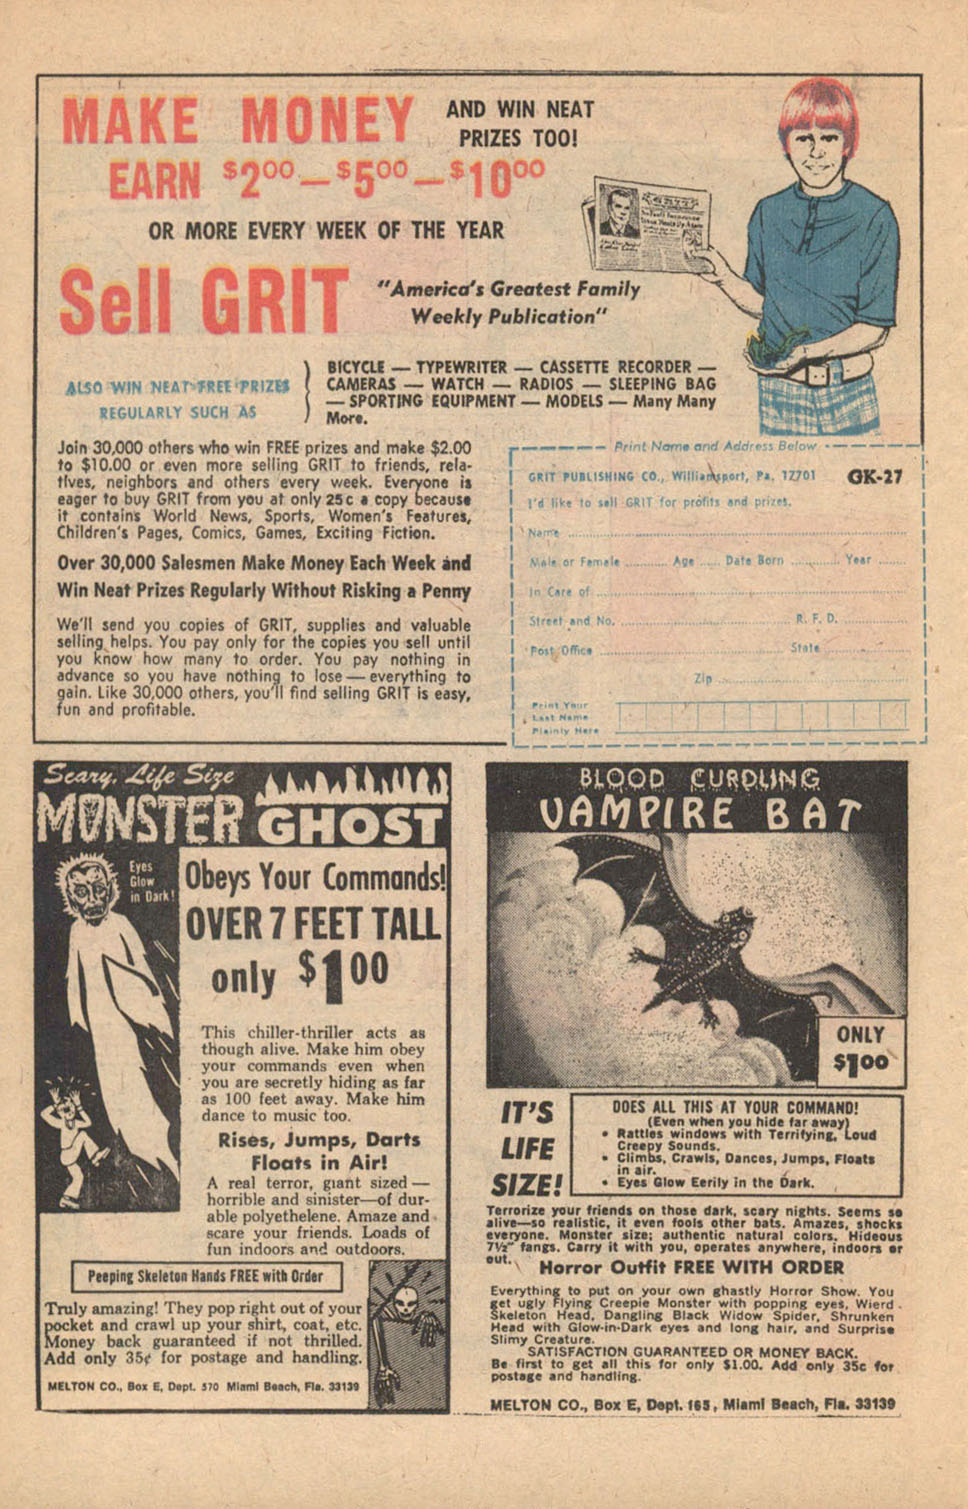 MAKE MONEY
AND WIN NEAT
PRIZES TOO!
EARN $2.00 — $5.00 — $10.00
OR MORE EVERY WEEK OF THE YEAR
Sell GRIT
"America's Greatest Family
Weekly Publication"
ALSO WIN NEAT FREE PRIZES
REGULARLY SUCH AS
BICYCLE — TYPEWRITER — CASSETTE RECORDER —
CAMERAS — WATCH — RADIOS — SLEEPING BAG
— SPORTING EQUIPMENT — MODELS — Many Many
More.
Join 30,000 others who win FREE prizes and make $2.00
to $10.00 or even more selling GRIT to friends, rela-
tives, neighbors and others every week. Everyone is
eager to buy GRIT from you at only 25c a copy because
it contains World News, Sports, Women's Features,
Children's Pages, Comics, Games, Exciting Fiction.
Over 30,000 Salesmen Make Money Each Week and
Win Neat Prizes Regularly Without Risking a Penny
We'll send you copies of GRIT, supplies and valuable
selling helps. You pay only for the copies you sell until
you know how many to order. You pay nothing in
advance so you have nothing to lose — everything to
gain. Like 30,000 others, you'll find selling GRIT is easy,
fun and profitable.
Print Name and Address Below
GRIT PUBLISHING CO., Williamsport, Pa. 17701 GK-27
I'd like to sell GRIT for profits and prizes.
Name
Male or Female Age Date Born Year
In Care of
Street and No. R. F. D.
Post Office State
Zip
Print Your
Last Name
Plainly Here
Scary, Life Size
MONSTER GHOST
Eyes
Glow
in Dark!
Obeys Your Commands!
OVER 7 FEET TALL
only $1.00
This chiller-thriller acts as
though alive. Make him obey
your commands even when
you are secretly hiding as far
as 100 feet away. Make him
dance to music too.
Rises, Jumps, Darts
Floats in Air!
A real terror, giant sized —
horrible and sinister—of dur-
able polyethelene. Amaze and
scare your friends. Loads of
fun indoors and outdoors.
Peeping Skeleton Hands FREE with Order
Truly amazing! They pop right out of your
pocket and crawl up your shirt, coat, etc.
Money back guaranteed if not thrilled.
Add only 35¢ for postage and handling.
MELTON CO., Box E, Dept. 570 Miami Beach, Fla. 33139
BLOOD CURDLING
VAMPIRE BAT
ONLY
$1.00
IT'S
LIFE
SIZE!
DOES ALL THIS AT YOUR COMMAND!
(Even when you hide far away)
• Rattles windows with Terrifying, Loud
Creepy Sounds.
• Climbs, Crawls, Dances, Jumps, Floats
in air.
• Eyes Glow Eerily in the Dark.
Terrorize your friends on those dark, scary nights. Seems so
alive—so realistic, it even fools other bats. Amazes, shocks
everyone. Monster size; authentic natural colors. Hideous
7½" fangs. Carry it with you, operates anywhere, indoors or
out.
Horror Outfit FREE WITH ORDER
Everything to put on your own ghastly Horror Show. You
get ugly Flying Creepie Monster with popping eyes, Wierd
Skeleton Head, Dangling Black Widow Spider, Shrunken
Head with Glow-in-Dark eyes and long hair, and Surprise
Slimy Creature.
SATISFACTION GUARANTEED OR MONEY BACK.
Be first to get all this for only $1.00. Add only 35c for
postage and handling.
MELTON CO., Box E, Dept. 165, Miami Beach, Fla. 33139